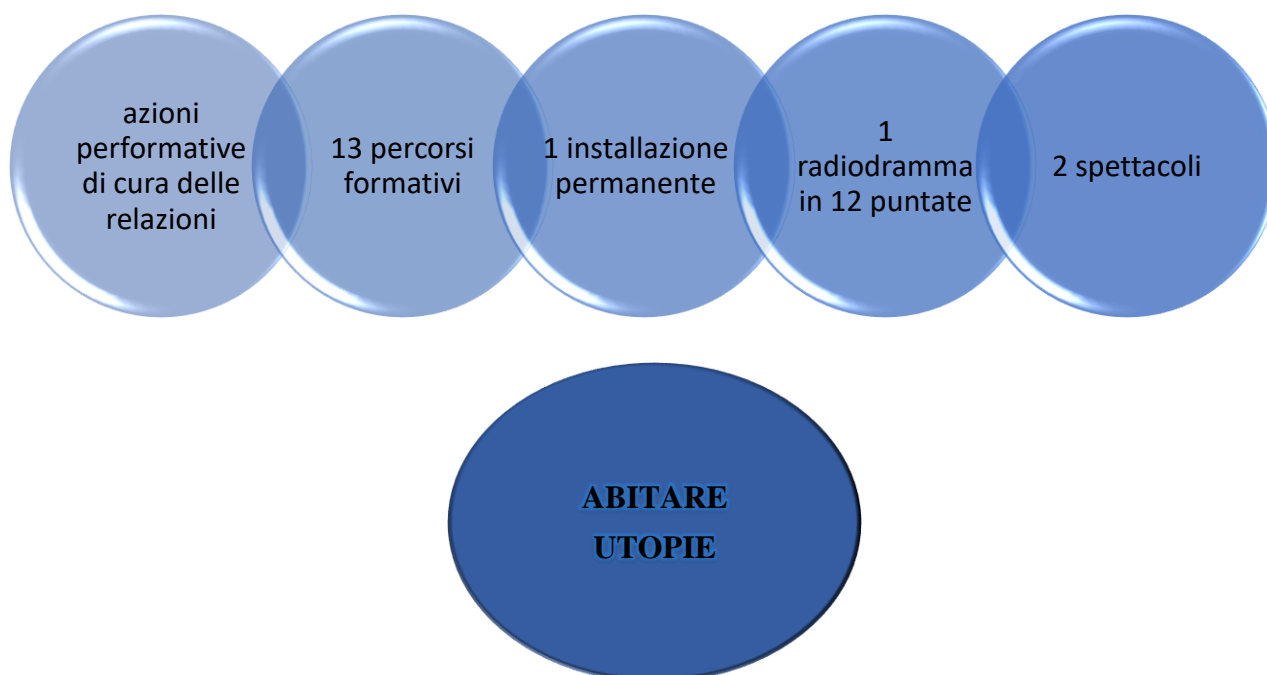 azioni
performative
di cura delle
relazioni
13 percorsi
formativi
1 installazione
permanente
1
radiodramma
in 12 puntate
2 spettacoli
ABITARE
UTOPIE